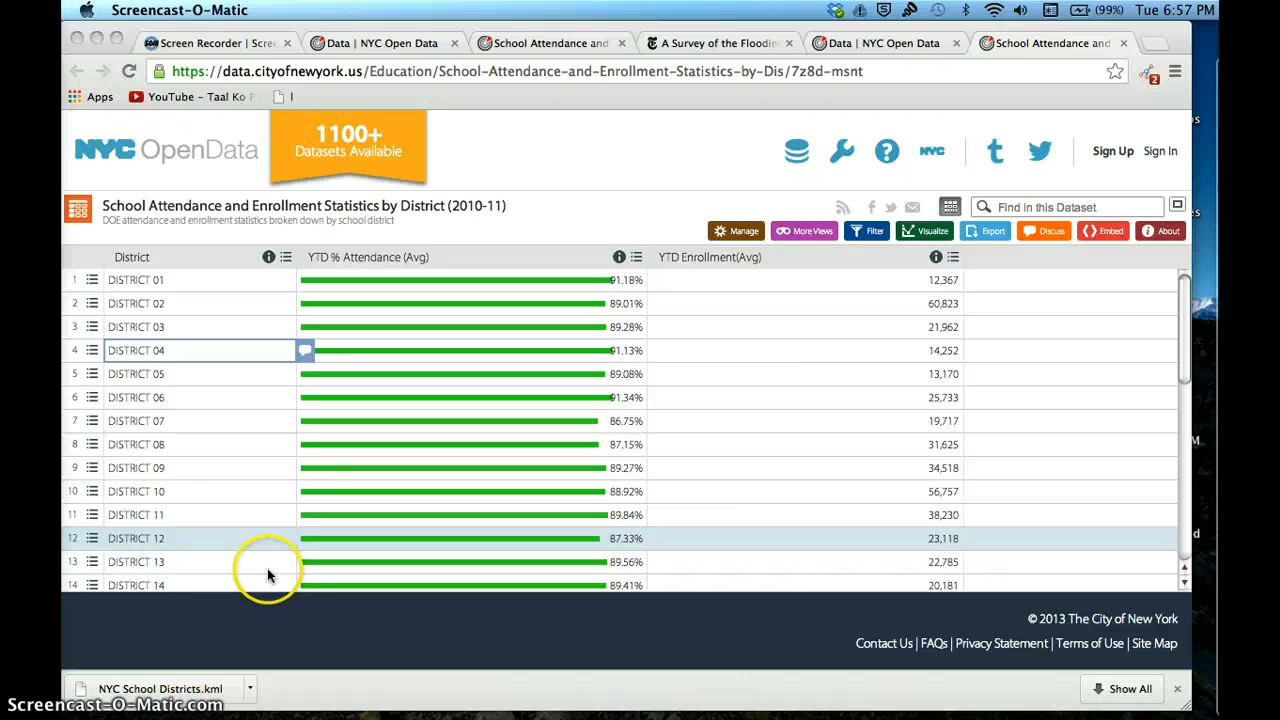 Screencast-O-Matic
(99%) Tue 6:57 PM
Screen Recorder | Scre
Data | NYC Open Data
School Attendance and
A Survey of the Floodin
Data | NYC Open Data
School Attendance and
https://data.cityofnewyork.us/Education/School-Attendance-and-Enrollment-Statistics-by-Dis/7z8d-msnt
2
Apps
YouTube - Taal Ko P
NYC OpenData
1100+
Datasets Available
NYC
Sign Up Sign In
School Attendance and Enrollment Statistics by District (2010-11)
DOE attendance and enrollment statistics broken down by school district
Find in this Dataset
Manage More Views Filter Visualize Export Discuss Embed About
District YTD % Attendance (Avg) YTD Enrollment(Avg)
1 DISTRICT 01 91.18% 12,367
2 DISTRICT 02 89.01% 60,823
3 DISTRICT 03 89.28% 21,962
4 DISTRICT 04 91.13% 14,252
5 DISTRICT 05 89.08% 13,170
6 DISTRICT 06 91.34% 25,733
7 DISTRICT 07 86.75% 19,717
8 DISTRICT 08 87.15% 31,625
9 DISTRICT 09 89.27% 34,518
10 DISTRICT 10 88.92% 56,757
11 DISTRICT 11 89.84% 38,230
12 DISTRICT 12 87.33% 23,118
13 DISTRICT 13 89.56% 22,785
14 DISTRICT 14 89.41% 20,181
© 2013 The City of New York
Contact Us | FAQs | Privacy Statement | Terms of Use | Site Map
NYC School Districts.kml
Show All
Screencast-O-Matic.com